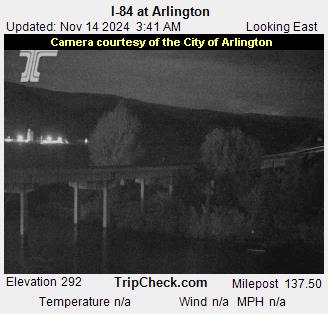 I-84 at Arlington
Updated: Nov 14 2024 3:41 AM Looking East
Camera courtesy of the City of Arlington
Elevation 292 TripCheck.com Milepost 137.50
Temperature n/a Wind n/a MPH n/a